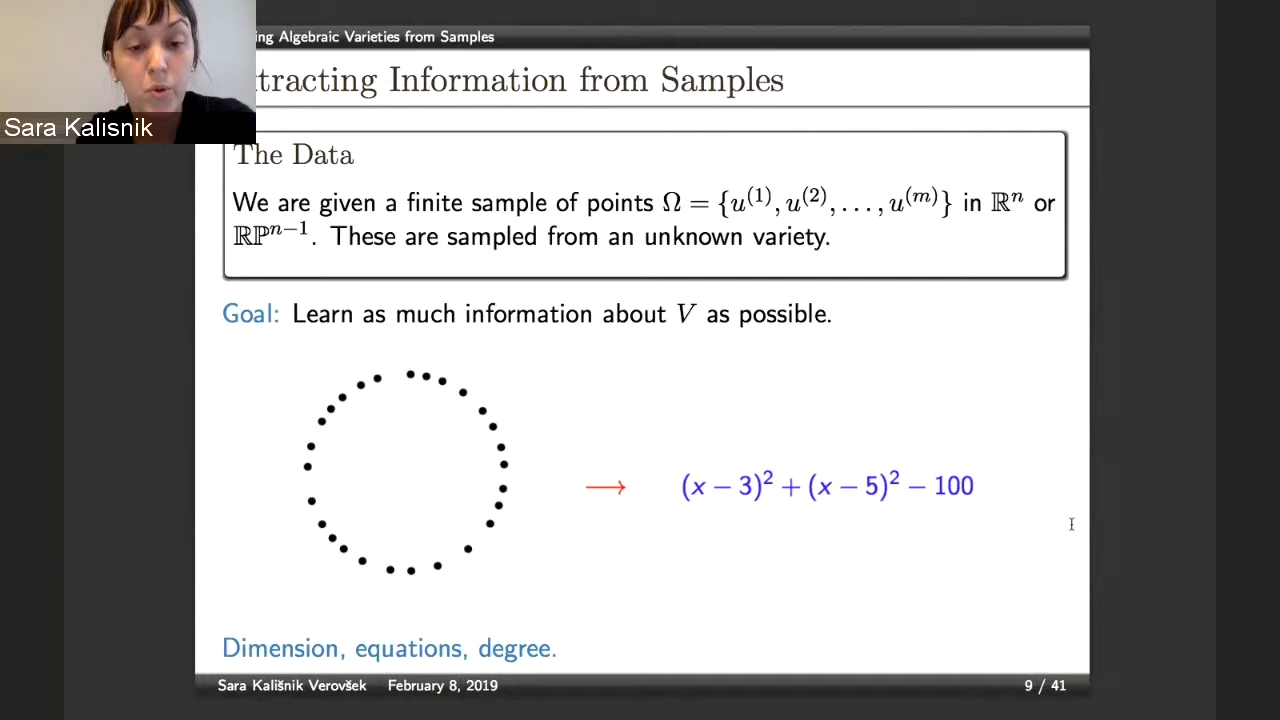 ing Algebraic Varieties from Samples
tracting Information from Samples
Sara Kalisnik
The Data
We are given a finite sample of points Ω = {u⁽¹⁾, u⁽²⁾, . . . , u⁽ᵐ⁾} in ℝⁿ or
ℝℙⁿ⁻¹. These are sampled from an unknown variety.
Goal: Learn as much information about V as possible.
⟶ (x − 3)² + (x − 5)² − 100
Dimension, equations, degree.
Sara Kališnik Verovšek February 8, 2019 9 / 41